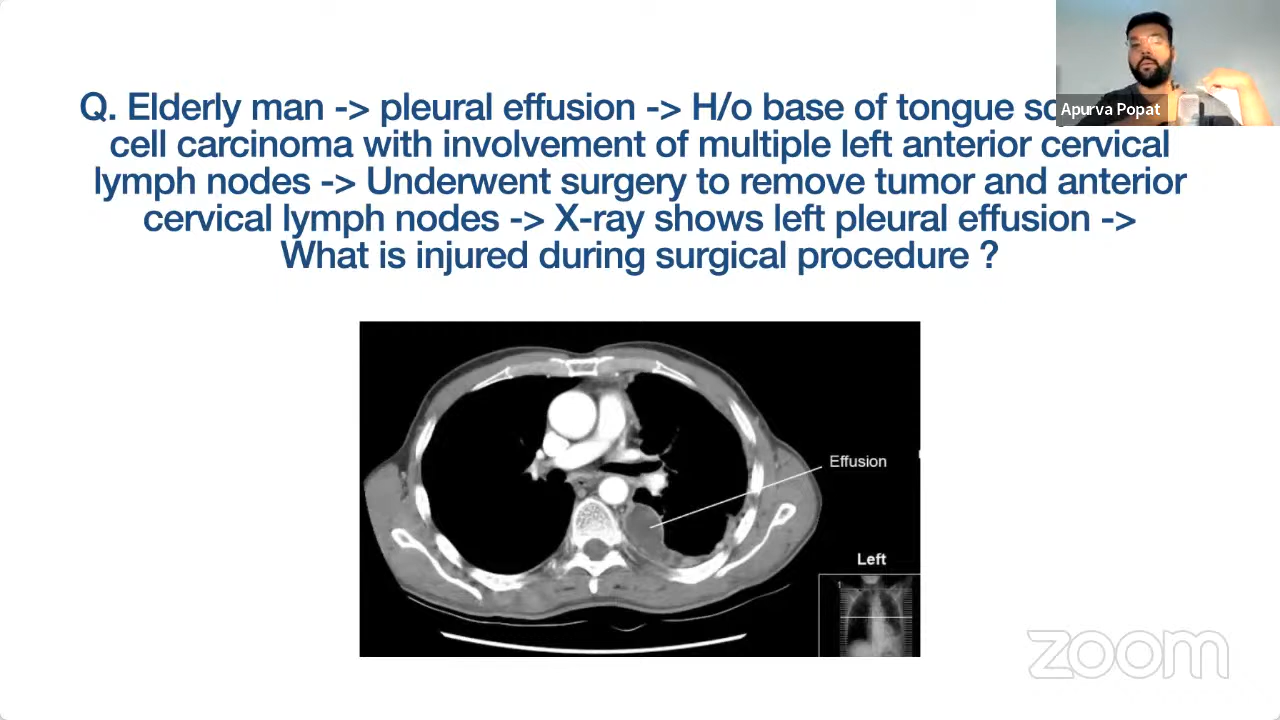 Q. Elderly man -> pleural effusion -> H/o base of tongue
cell carcinoma with involvement of multiple left anterior cervical
lymph nodes -> Underwent surgery to remove tumor and anterior
cervical lymph nodes -> X-ray shows left pleural effusion ->
What is injured during surgical procedure ?
Apurva Popat
Effusion
Left
1
zoom